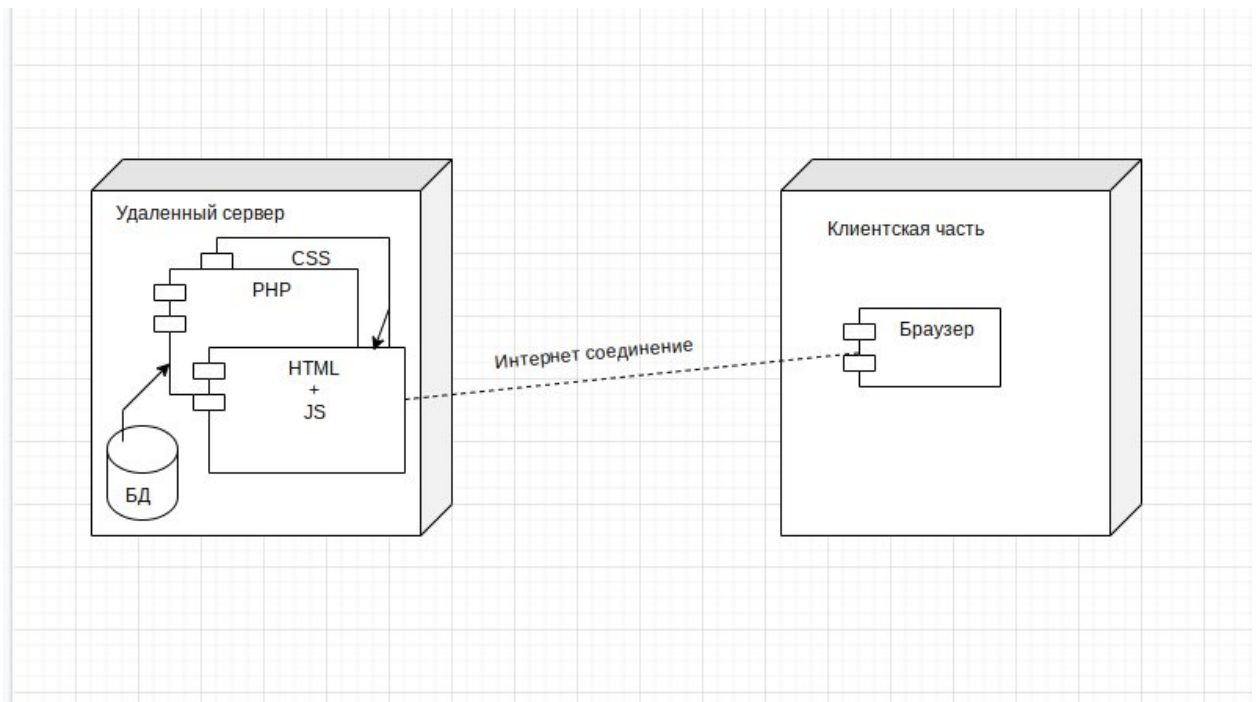 Удаленный сервер
CSS
PHP
HTML
+
JS
БД
Интернет соединение
Клиентская часть
Браузер